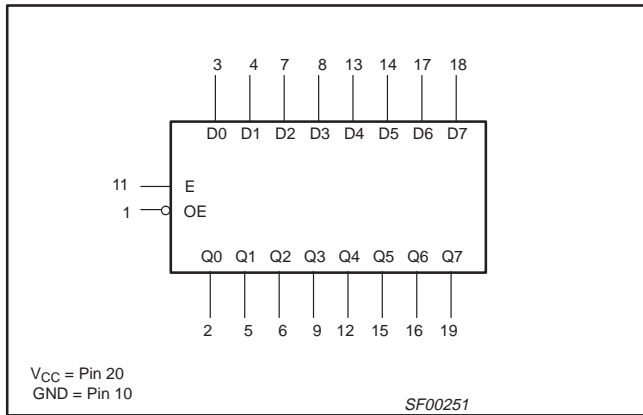 3 4 7 8 13 14 17 18
D0 D1 D2 D3 D4 D5 D6 D7
11 E
1 OE
Q0 Q1 Q2 Q3 Q4 Q5 Q6 Q7
2 5 6 9 12 15 16 19
VCC = Pin 20
GND = Pin 10
SF00251